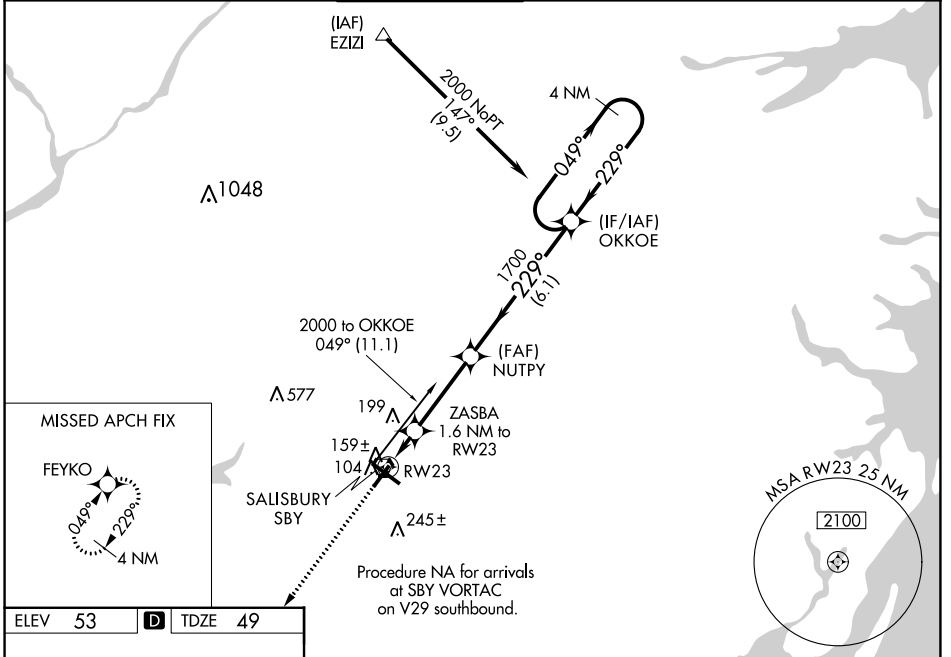 (IAF)
EZIZI
2000 NoPT
147°
(9.5)
4 NM
049°
229°
1048
(IF/IAF)
OKKOE
1700
229°
(6.1)
2000 to OKKOE
049° (11.1)
(FAF)
NUTPY
577
199
ZASBA
1.6 NM to
RW23
159±
104
RW23
SALISBURY
SBY
245±
MISSED APCH FIX
FEYKO
049°
229°
4 NM
Procedure NA for arrivals
at SBY VORTAC
on V29 southbound.
MSA RW23 25 NM
2100
ELEV 53 D TDZE 49